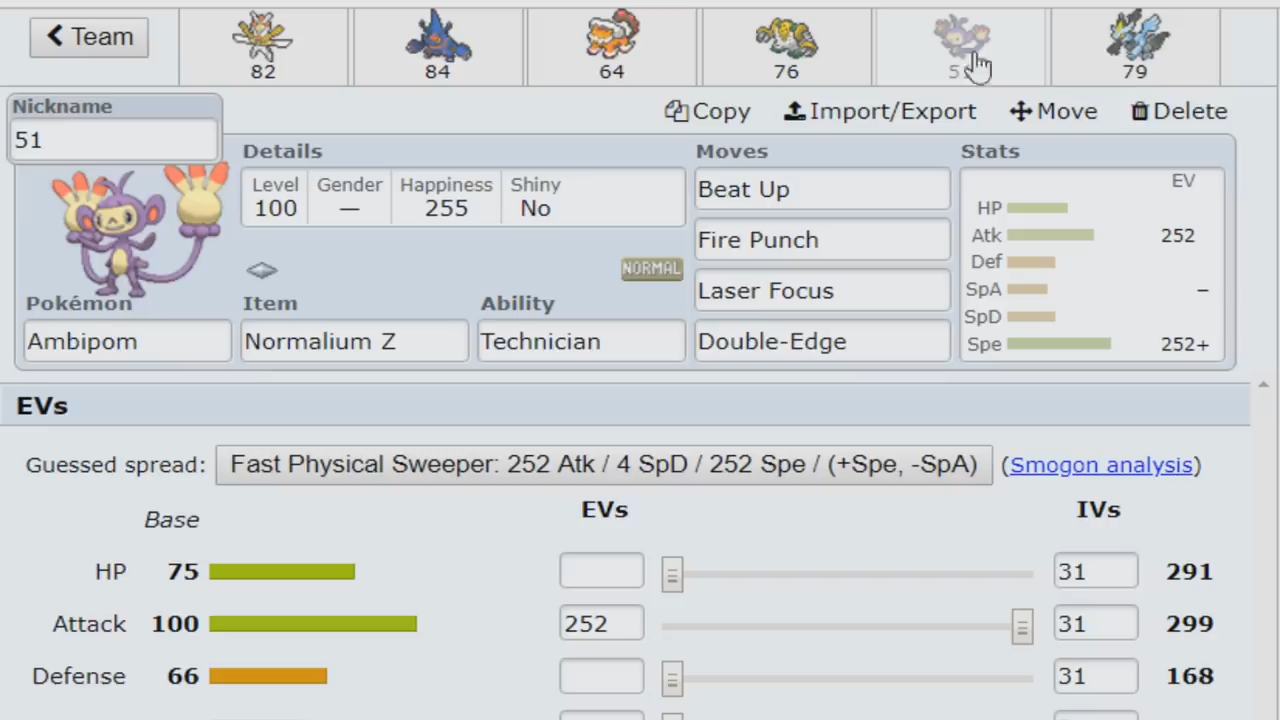 Team
82
84
64
76
5
79
Nickname
51
Copy
Import/Export
Move
Delete
Details
Level
100
Gender
—
Happiness
255
Shiny
No
NORMAL
Pokémon
Ambipom
Item
Normalium Z
Ability
Technician
Moves
Beat Up
Fire Punch
Laser Focus
Double-Edge
Stats
EV
HP
Atk 252
Def
SpA –
SpD
Spe 252+
EVs
Guessed spread: Fast Physical Sweeper: 252 Atk / 4 SpD / 252 Spe / (+Spe, -SpA) (Smogon analysis)
Base EVs IVs
HP 75 31 291
Attack 100 252 31 299
Defense 66 31 168